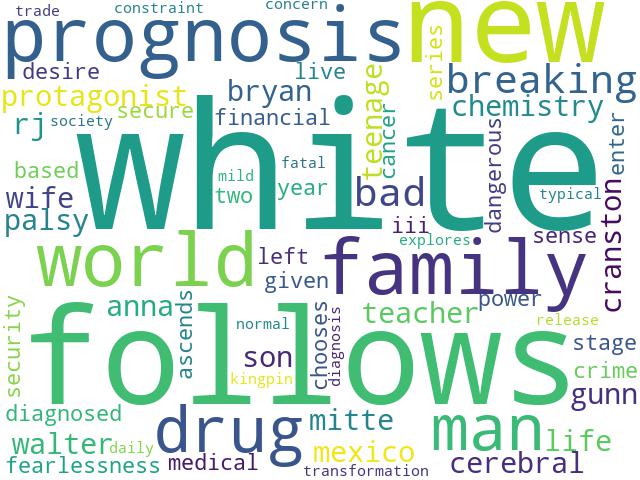 trade
constraint
concern
prognosis
new
desire
live
series
breaking
protagonist
bryan
teenage
chemistry
rj
society
secure
financial
cancer
enter
white
based
mild
fatal
year
two
bad
dangerous
typical
wife
palsy
iii
explores
sense
cranston
world
left
family
given
power
anna
ascends
teacher
release
security
follows
normal
chooses
diagnosis
son
kingpin
stage
crime
gunn
diagnosed
drug
mitte
man
life
walter
daily
mexico
fearlessness
medical
transformation
cerebral